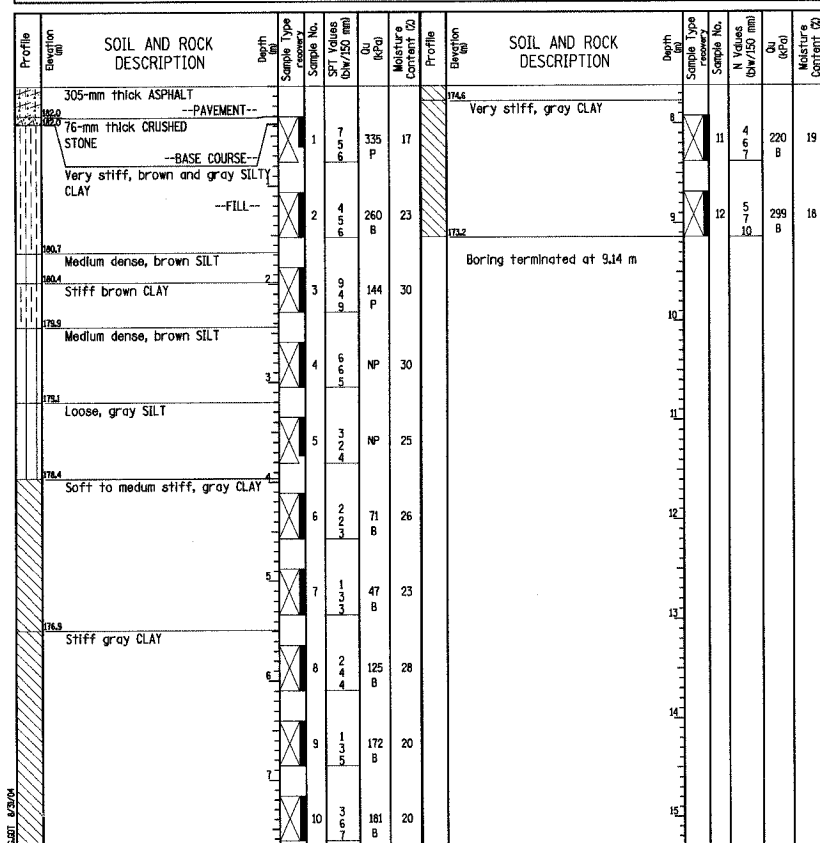 Profile
Elevation (m)
SOIL AND ROCK DESCRIPTION
Depth (m)
Sample Type recovery
Sample No.
SPT Values (blw/150 mm)
Qu (kPa)
Moisture Content (%)
305-mm thick ASPHALT
--PAVEMENT--
182.0
76-mm thick CRUSHED
STONE
--BASE COURSE--
Very stiff, brown and gray SILTY
CLAY
--FILL--
1 7 5 6 335 P 17
2 4 5 6 260 B 23
180.7
Medium dense, brown SILT
180.4
2
Stiff brown CLAY
3 9 4 9 144 P 30
179.9
Medium dense, brown SILT
3
4 6 6 5 NP 30
179.1
Loose, gray SILT
5 3 2 4 NP 25
178.4
4
Soft to medum stiff, gray CLAY
6 2 2 3 71 B 26
5
7 1 3 3 47 B 23
176.9
Stiff gray CLAY
6
8 2 4 4 125 B 28
9 1 3 5 172 B 20
7
10 3 6 7 181 B 20
8/31/04
Profile
Elevation (m)
SOIL AND ROCK DESCRIPTION
Depth (m)
Sample Type recovery
Sample No.
N Values (blw/150 mm)
Qu (kPa)
Moisture Content (%)
174.6
Very stiff, gray CLAY
8
11 4 6 7 220 B 19
9
12 5 7 10 299 B 18
173.2
Boring terminated at 9.14 m
10
11
12
13
14
15